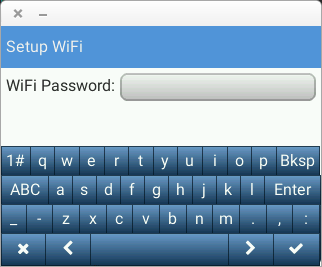 Setup WiFi
WiFi Password:
1# q w e r t y u i o p Bksp
ABC a s d f g h j k l Enter
_ - z x c v b n m . , :